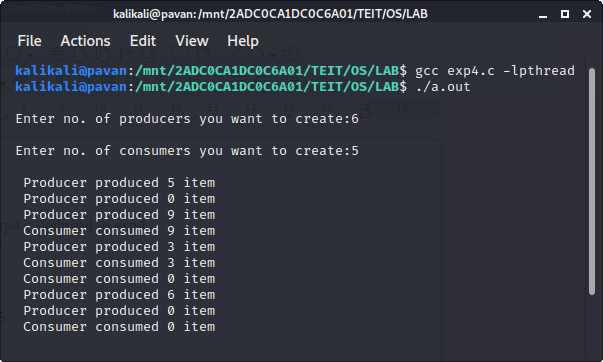 kalikali@pavan:/mnt/2ADC0CA1DC0C6A01/TEIT/OS/LAB
File Actions Edit View Help
kalikali@pavan:/mnt/2ADC0CA1DC0C6A01/TEIT/OS/LAB$ gcc exp4.c -lpthread
kalikali@pavan:/mnt/2ADC0CA1DC0C6A01/TEIT/OS/LAB$ ./a.out
Enter no. of producers you want to create:6
Enter no. of consumers you want to create:5
Producer produced 5 item
Producer produced 0 item
Producer produced 9 item
Consumer consumed 9 item
Producer produced 3 item
Consumer consumed 3 item
Consumer consumed 0 item
Producer produced 6 item
Producer produced 0 item
Consumer consumed 0 item